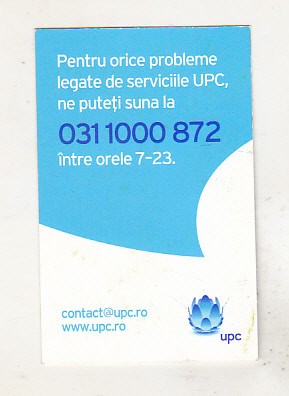 Pentru orice probleme
legate de serviciile UPC,
ne puteți suna la
031 1000 872
între orele 7-23.
contact@upc.ro
www.upc.ro
upc